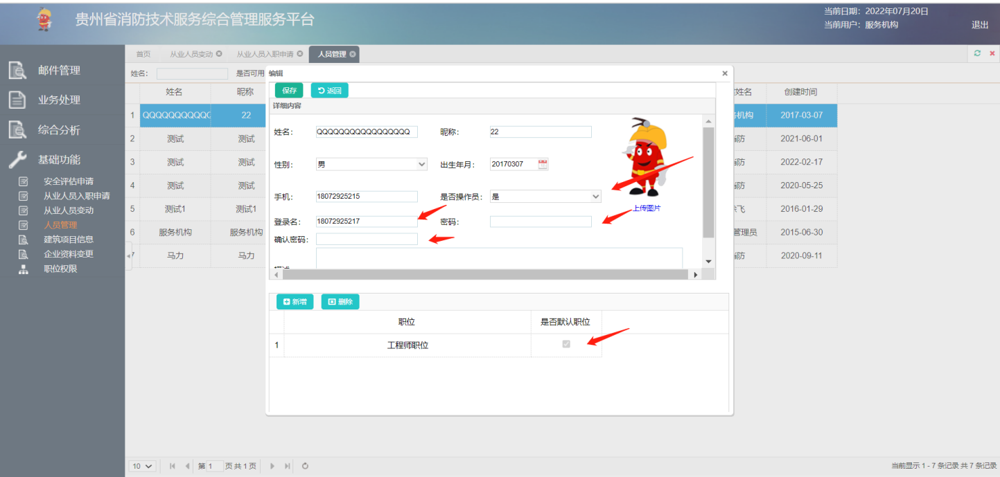 贵州省消防技术服务综合管理服务平台
当前日期：2022年07月20日
当前用户：服务机构
退出
邮件管理
业务处理
综合分析
基础功能
安全评估申请
从业人员入职申请
从业人员变动
人员管理
建筑项目信息
企业资料变更
职位权限
首页 从业人员变动 从业人员入职申请 人员管理
姓名： 是否可用
姓名 昵称 姓名 创建时间
1 QQQQQQQQQQQ 22 机构 2017-03-07
2 测试 测试 消防 2021-06-01
3 测试 测试 消防 2022-02-17
4 测试 测试 消防 2020-05-25
5 测试1 测试1 飞 2016-01-29
6 服务机构 服务机构 管理员 2015-06-30
7 马力 马力 消防 2020-09-11
编辑
保存 返回
详细内容
姓名： QQQQQQQQQQQQQQQQQ 昵称： 22
性别： 男 出生年月： 20170307
手机： 18072925215 是否操作员： 是
上传图片
登录名： 18072925217 密码：
确认密码：
新增 删除
职位 是否默认职位
1 工程师职位
10 第 1 页共1页
当前显示 1 - 7 条记录 共 7 条记录